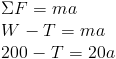 ΣF = ma
W − T = ma
200 − T = 20a